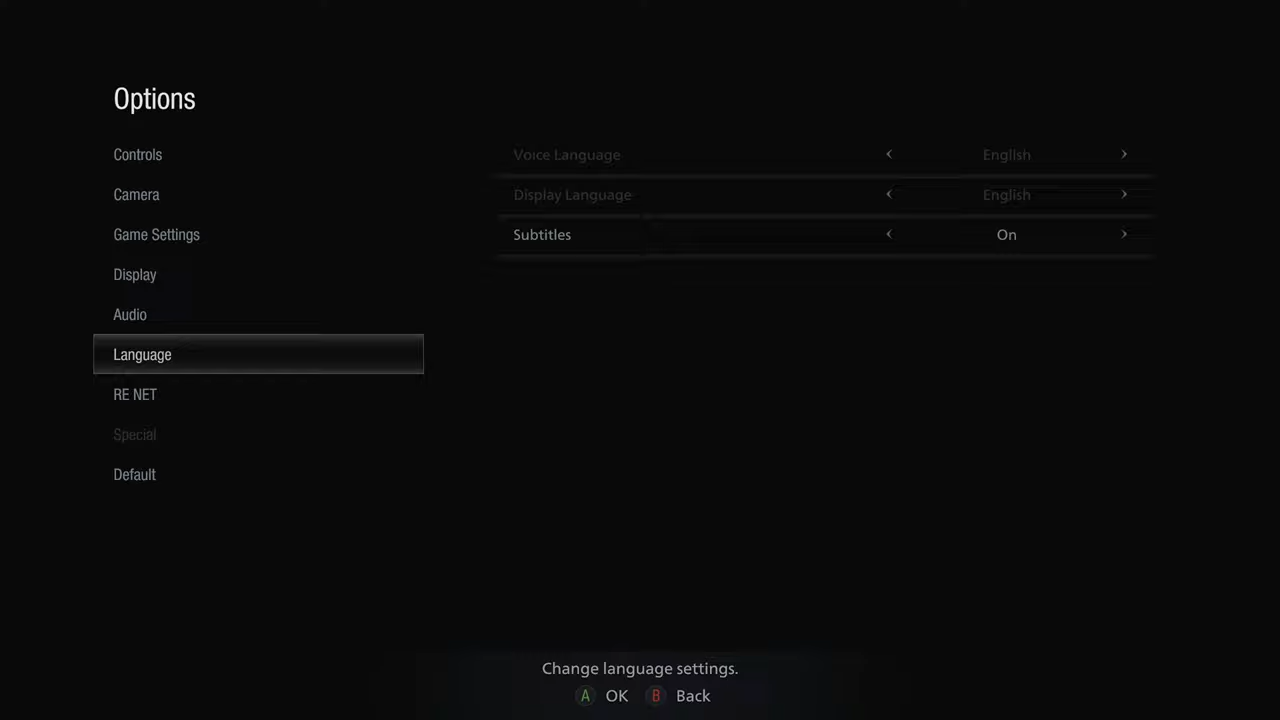 Options
Controls
Camera
Game Settings
Display
Audio
Language
RE NET
Special
Default
Voice Language < English >
Display Language < English >
Subtitles < On >
Change language settings.
A OK B Back